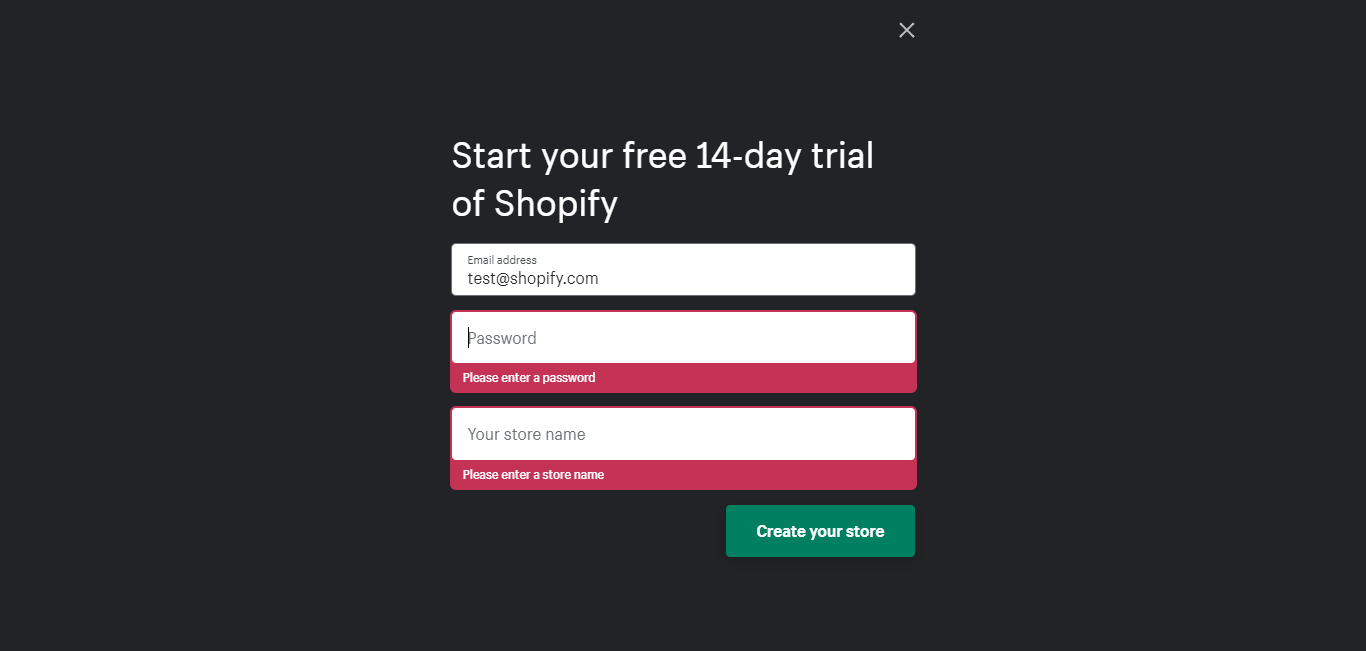 Start your free 14-day trial
of Shopify
Email address
test@shopify.com
Password
Please enter a password
Your store name
Please enter a store name
Create your store